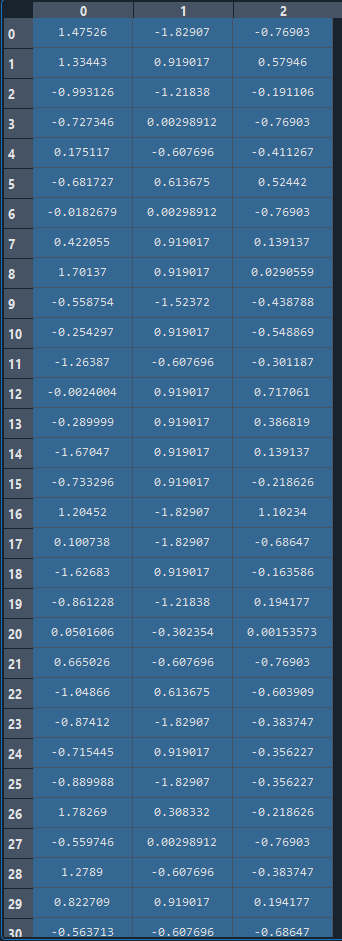 0 1 2
0 1.47526 -1.82907 -0.76903
1 1.33443 0.919017 0.57946
2 -0.993126 -1.21838 -0.191106
3 -0.727346 0.00298912 -0.76903
4 0.175117 -0.607696 -0.411267
5 -0.681727 0.613675 0.52442
6 -0.0182679 0.00298912 -0.76903
7 0.422055 0.919017 0.139137
8 1.70137 0.919017 0.0290559
9 -0.558754 -1.52372 -0.438788
10 -0.254297 0.919017 -0.548869
11 -1.26387 -0.607696 -0.301187
12 -0.0024004 0.919017 0.717061
13 -0.289999 0.919017 0.386819
14 -1.67047 0.919017 0.139137
15 -0.733296 0.919017 -0.218626
16 1.20452 -1.82907 1.10234
17 0.100738 -1.82907 -0.68647
18 -1.62683 0.919017 -0.163586
19 -0.861228 -1.21838 0.194177
20 0.0501606 -0.302354 0.00153573
21 0.665026 -0.607696 -0.76903
22 -1.04866 0.613675 -0.603909
23 -0.87412 -1.82907 -0.383747
24 -0.715445 0.919017 -0.356227
25 -0.889988 -1.82907 -0.356227
26 1.78269 0.308332 -0.218626
27 -0.559746 0.00298912 -0.76903
28 1.2789 -0.607696 -0.383747
29 0.822709 0.919017 0.194177
30 -0.563713 -0.607696 -0.68647